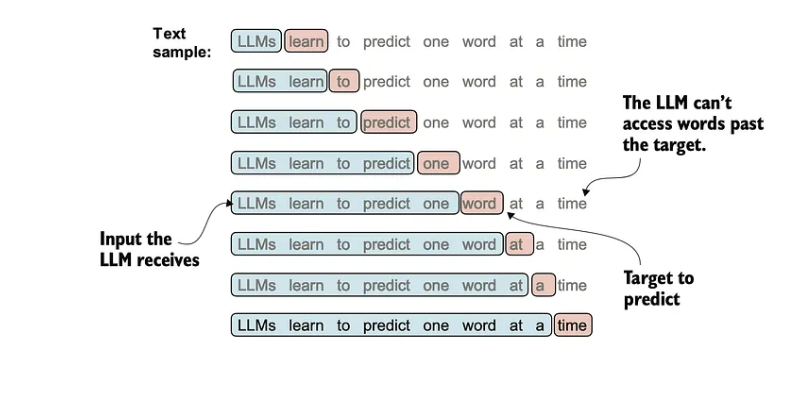 Text
sample:
LLMs learn to predict one word at a time
LLMs learn to predict one word at a time
LLMs learn to predict one word at a time
LLMs learn to predict one word at a time
LLMs learn to predict one word at a time
LLMs learn to predict one word at a time
LLMs learn to predict one word at a time
LLMs learn to predict one word at a time
The LLM can't
access words past
the target.
Input the
LLM receives
Target to
predict